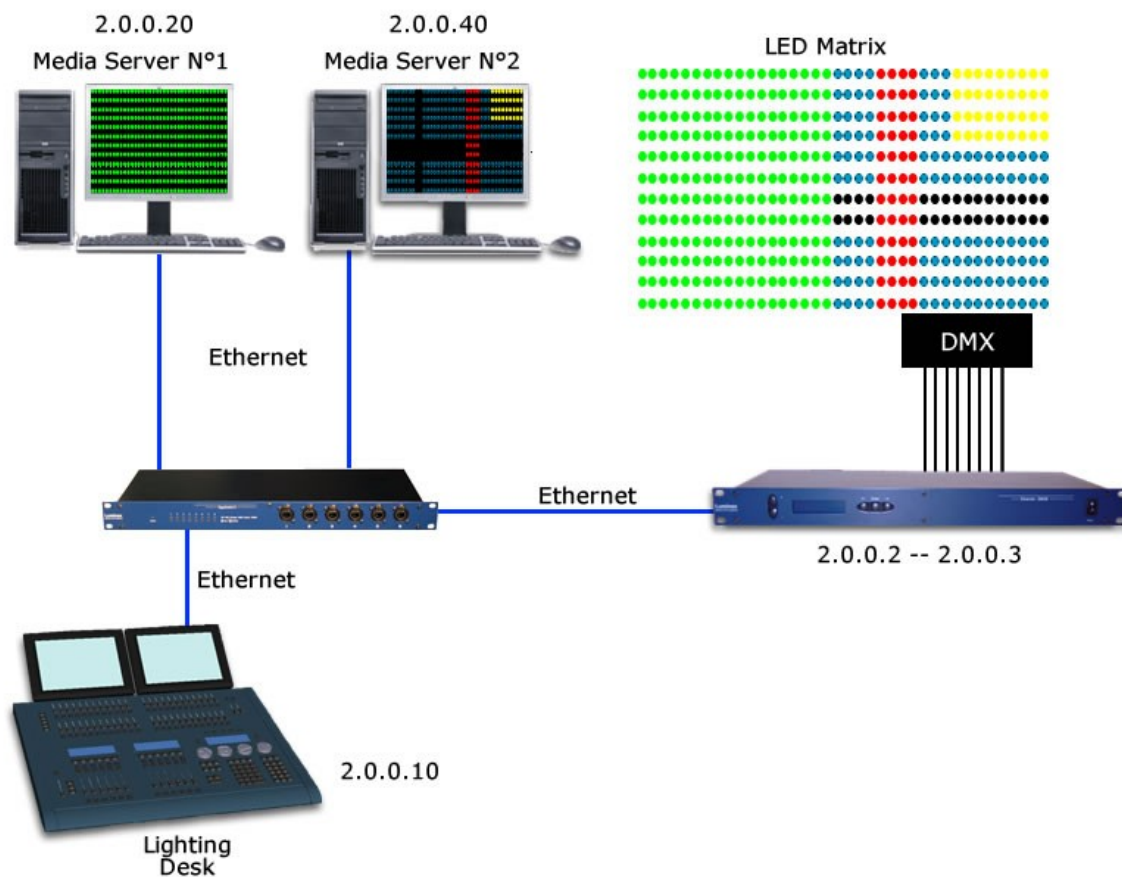 2.0.0.20
2.0.0.40
Media Server N°1
Media Server N°2
LED Matrix
DMX
Ethernet
Ethernet
2.0.0.2 -- 2.0.0.3
Ethernet
2.0.0.10
Lighting
Desk